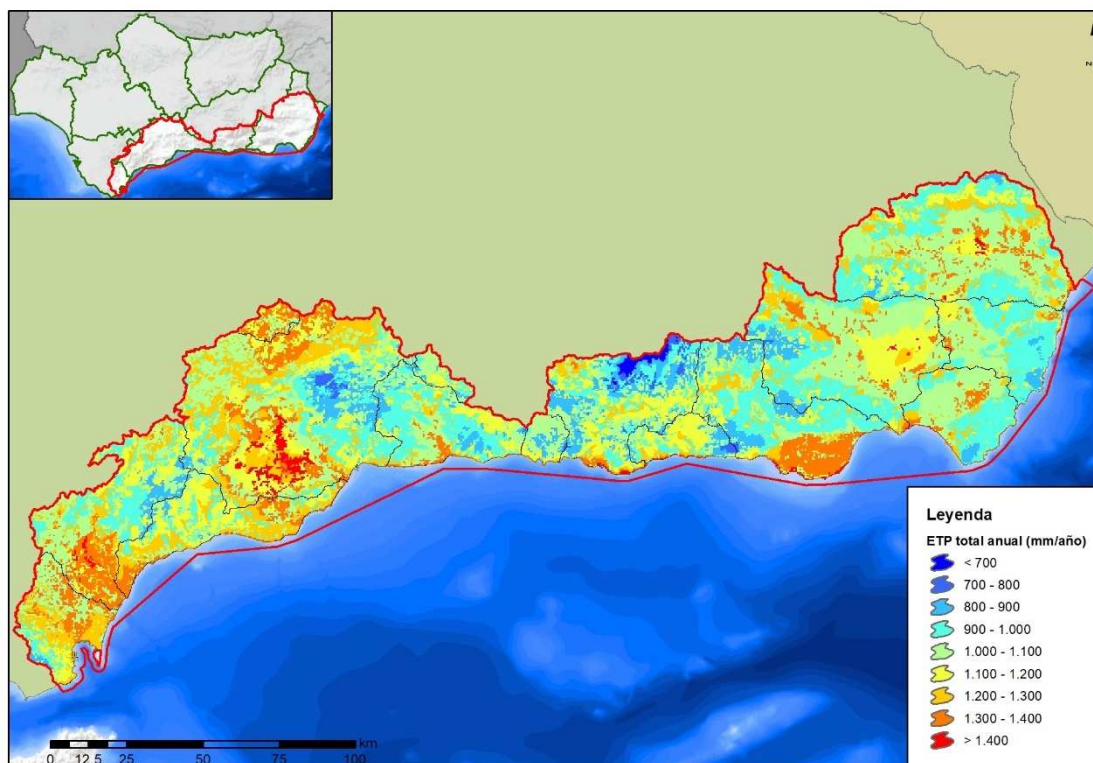 N
Leyenda
ETP total anual (mm/año)
< 700
700 - 800
800 - 900
900 - 1.000
1.000 - 1.100
1.100 - 1.200
1.200 - 1.300
1.300 - 1.400
> 1.400
km
0 12,5 25 50 75 100